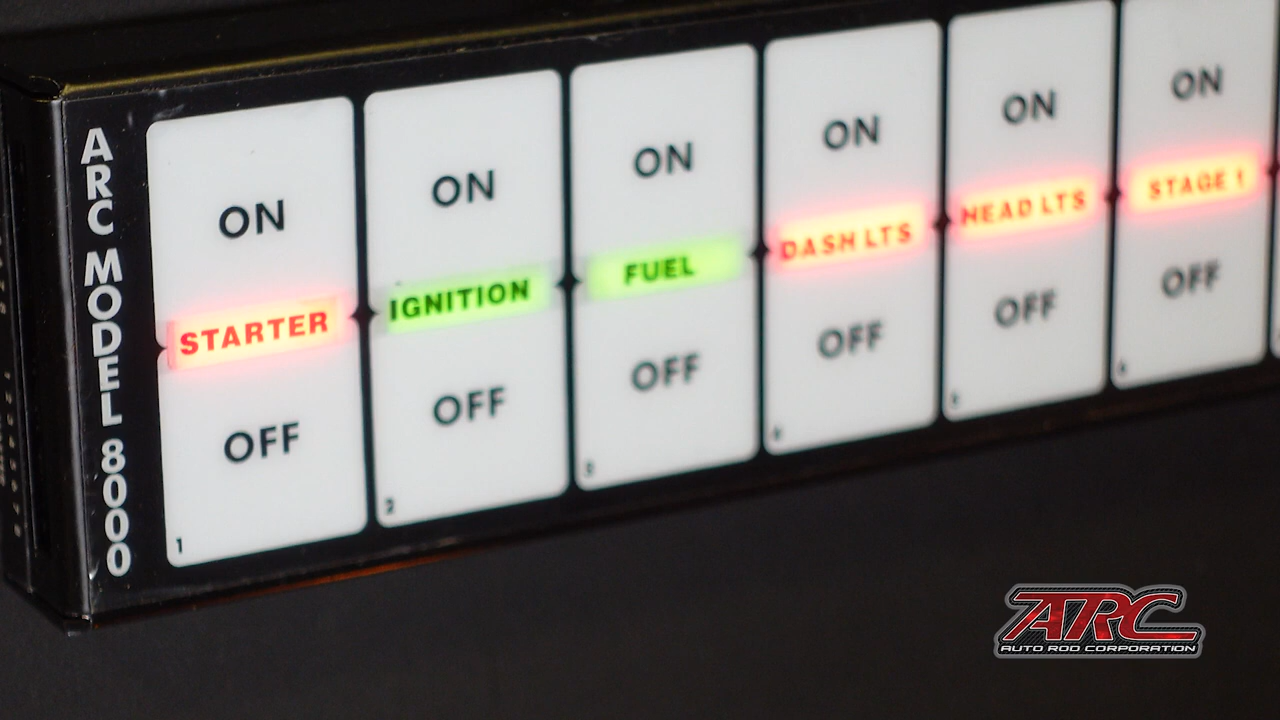 ARC MODEL 8000
ON
STARTER
OFF
1
ON
IGNITION
OFF
2
ON
FUEL
OFF
3
ON
DASH LTS
OFF
4
ON
HEAD LTS
OFF
5
ON
STAGE 1
OFF
6
ARC
AUTO ROD CORPORATION